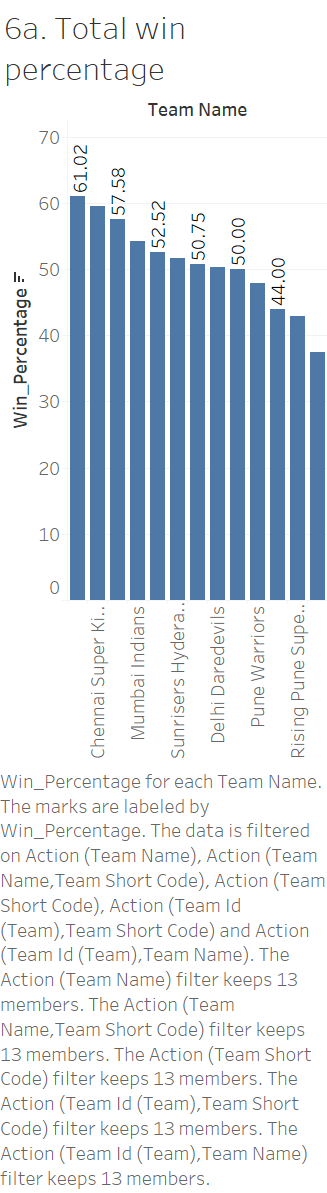 6a. Total win
percentage
Team Name
70
60
50
40
30
20
10
0
Win_Percentage
61.02
57.58
52.52
50.75
50.00
44.00
Chennai Super Ki..
Mumbai Indians
Sunrisers Hydera..
Delhi Daredevils
Pune Warriors
Rising Pune Supe..
Win_Percentage for each Team Name.
The marks are labeled by
Win_Percentage. The data is filtered
on Action (Team Name), Action (Team
Name,Team Short Code), Action (Team
Short Code), Action (Team Id
(Team),Team Short Code) and Action
(Team Id (Team),Team Name). The
Action (Team Name) filter keeps 13
members. The Action (Team
Name,Team Short Code) filter keeps
13 members. The Action (Team Short
Code) filter keeps 13 members. The
Action (Team Id (Team),Team Short
Code) filter keeps 13 members. The
Action (Team Id (Team),Team Name)
filter keeps 13 members.